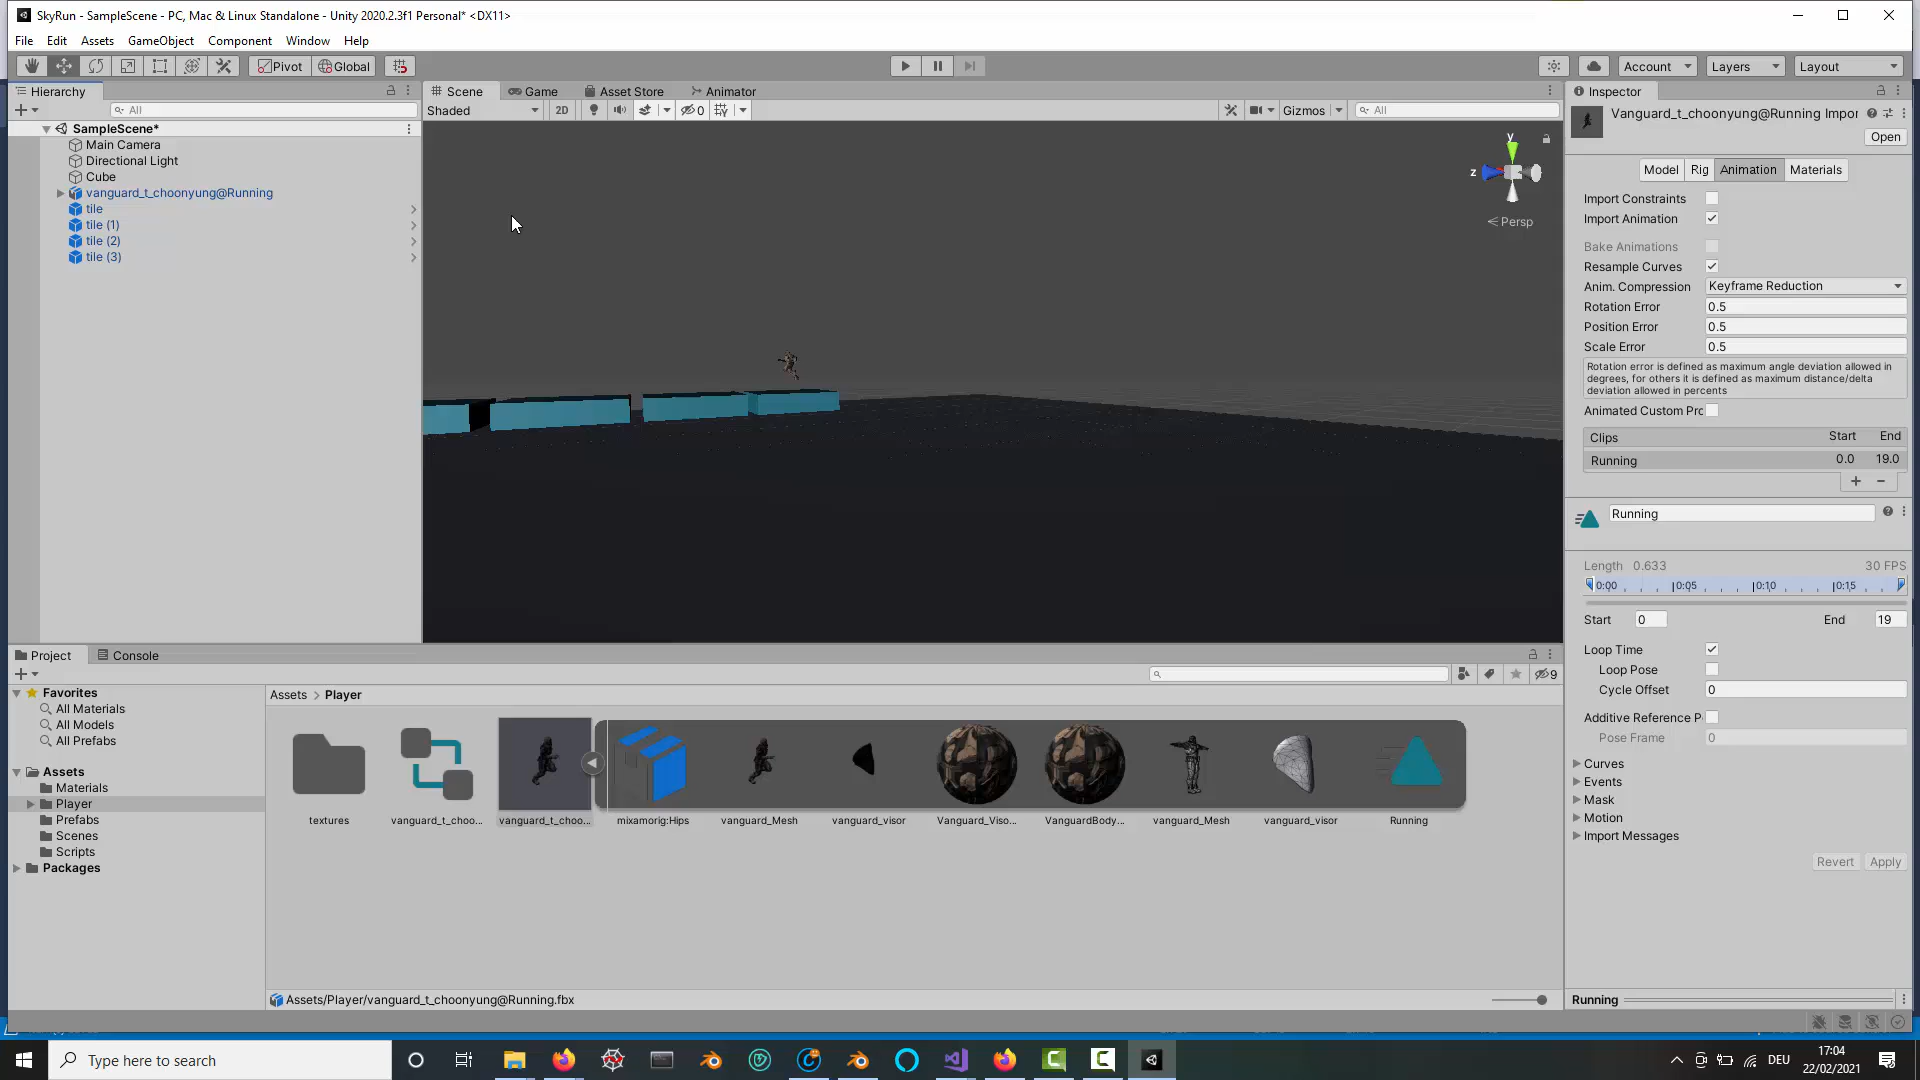 SkyRun - SampleScene - PC, Mac & Linux Standalone - Unity 2020.2.3f1 Personal* <DX11>
File Edit Assets GameObject Component Window Help
Pivot Global Account Layers Layout
Hierarchy
All
SampleScene*
Main Camera
Directional Light
Cube
vanguard_t_choonyung@Running
tile
tile (1)
tile (2)
tile (3)
Scene Game Asset Store Animator
Shaded 2D 0 Gizmos All
y
z
Persp
Inspector
Vanguard_t_choonyung@Running Impor
Open
Model Rig Animation Materials
Import Constraints
Import Animation
Bake Animations
Resample Curves
Anim. Compression Keyframe Reduction
Rotation Error 0.5
Position Error 0.5
Scale Error 0.5
Rotation error is defined as maximum angle deviation allowed in
degrees, for others it is defined as maximum distance/delta
deviation allowed in percents
Animated Custom Prc
Clips Start End
Running 0.0 19.0
Running
Length 0.633 30 FPS
0:00 0:05 0:10 0:15
Start 0 End 19
Loop Time
Loop Pose
Cycle Offset 0
Additive Reference P
Pose Frame 0
Curves
Events
Mask
Motion
Import Messages
Revert Apply
Running
Project Console
9
Favorites
All Materials
All Models
All Prefabs
Assets
Materials
Player
Prefabs
Scenes
Scripts
Packages
Assets > Player
textures
vanguard_t_choo...
vanguard_t_choo...
mixamorig:Hips
vanguard_Mesh
vanguard_visor
Vanguard_Viso...
VanguardBody...
vanguard_Mesh
vanguard_visor
Running
Assets/Player/vanguard_t_choonyung@Running.fbx
Type here to search
DEU
17:04
22/02/2021